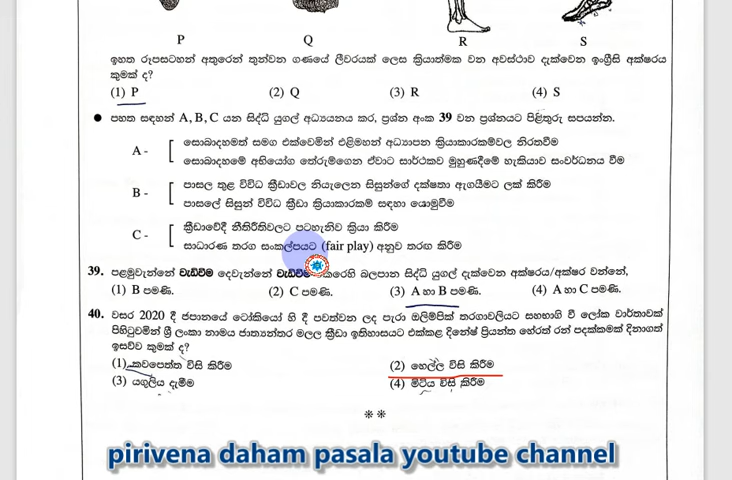 P Q R S
ඉහත රූපසටහන් අතුරෙන් තුන්වන ගණයේ ලීවරයක් ලෙස ක්‍රියාත්මක වන අවස්ථාව දැක්වෙන ඉංග්‍රීසි අක්ෂරය
කුමක් ද?
(1) P (2) Q (3) R (4) S
● පහත සඳහන් A, B, C යන සිද්ධි යුගල් අධ්‍යයනය කර, ප්‍රශ්න අංක 39 වන ප්‍රශ්නයට පිළිතුරු සපයන්න.
A - සොබාදහමත් සමග එක්වෙමින් එළිමහන් අධ්‍යාපන ක්‍රියාකාරකම්වල නිරතවීම
සොබාදහමේ අභියෝග තේරුම්ගෙන ඒවාට සාර්ථකව මුහුණදීමේ හැකියාව සංවර්ධනය වීම
B - පාසල තුළ විවිධ ක්‍රීඩාවල නියැලෙන සිසුන්ගේ දක්ෂතා ඇගයීමට ලක් කිරීම
පාසලේ සිසුන් විවිධ ක්‍රීඩා ක්‍රියාකාරකම් සඳහා යොමුවීම
C - ක්‍රීඩාවේදී නීතිරීතිවලට පටහැනිව ක්‍රියා කිරීම
සාධාරණ තරග සංකල්පයට (fair play) අනුව තරග කිරීම
39. පළමුවැන්නේ වැඩිවීම දෙවැන්නේ වැඩිවීම කෙරෙහි බලපාන සිද්ධි යුගල් දැක්වෙන අක්ෂරය/අක්ෂර වන්නේ,
(1) B පමණි. (2) C පමණි. (3) A හා B පමණි. (4) A හා C පමණි.
40. වසර 2020 දී ජපානයේ ටෝකියෝ හි දී පවත්වන ලද පැරා ඔලිම්පික් තරගාවලියට සහභාගි වී ලෝක වාර්තාවක්
පිහිටුවමින් ශ්‍රී ලංකා නාමය ජාත්‍යන්තර මලල ක්‍රීඩා ඉතිහාසයට එක්කළ දිනේෂ් ප්‍රියන්ත හේරත් රන් පදක්කමක් දිනාගත්
ඉසව්ව කුමක් ද?
(1) කවපෙත්ත විසි කිරීම (2) හෙල්ල විසි කිරීම
(3) යගුලිය දැමීම (4) මිටිය විසි කිරීම
**
pirivena daham pasala youtube channel